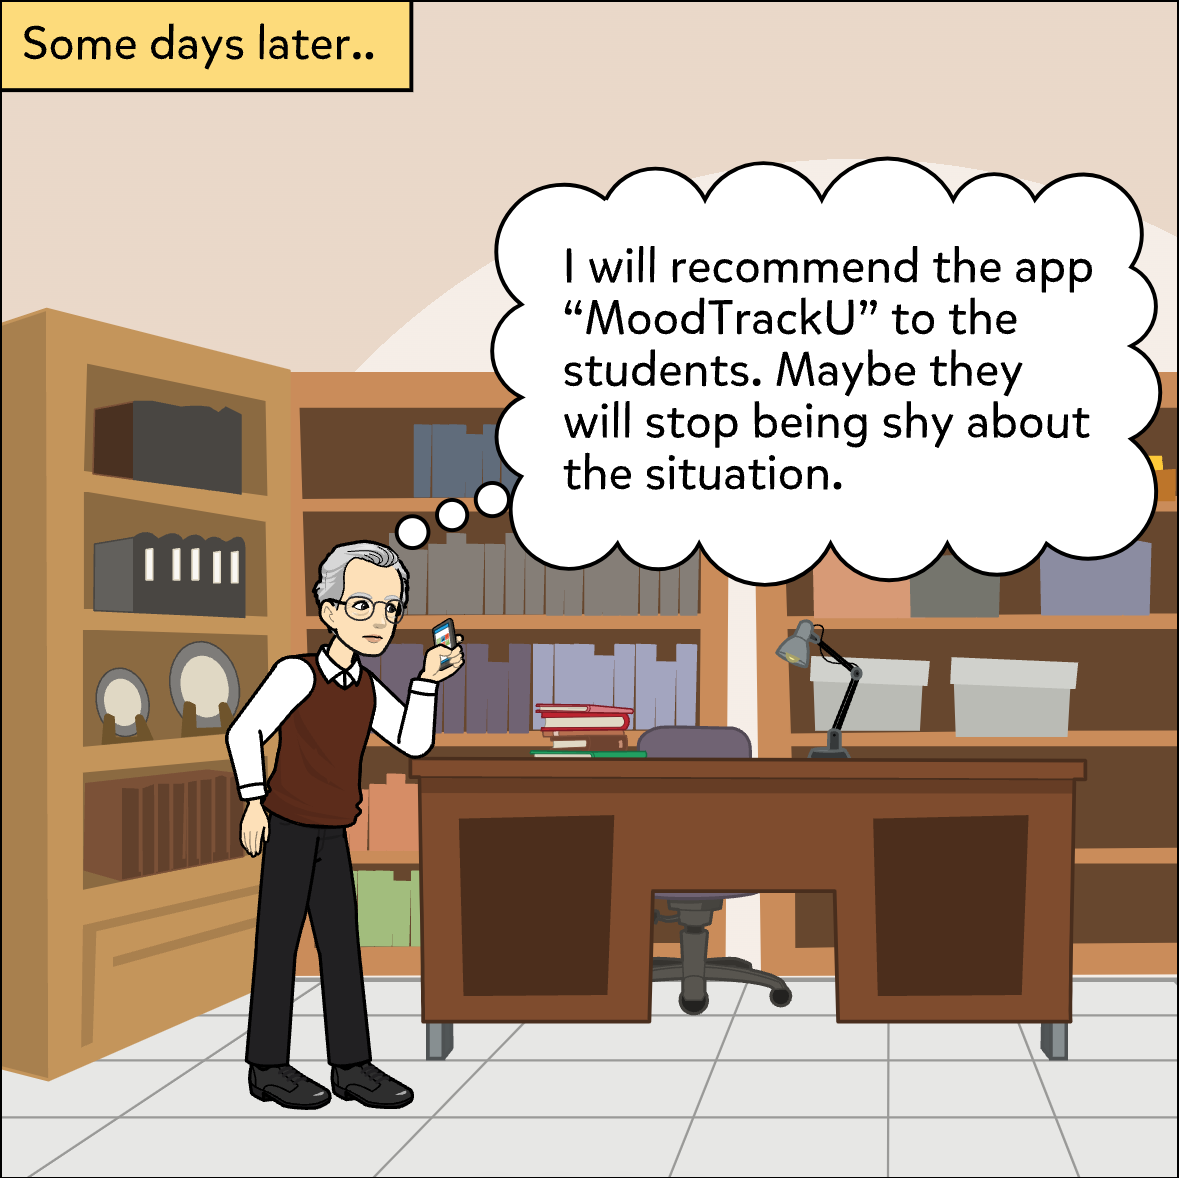 Some days later..
I will recommend the app
“MoodTrackU” to the
students. Maybe they
will stop being shy about
the situation.